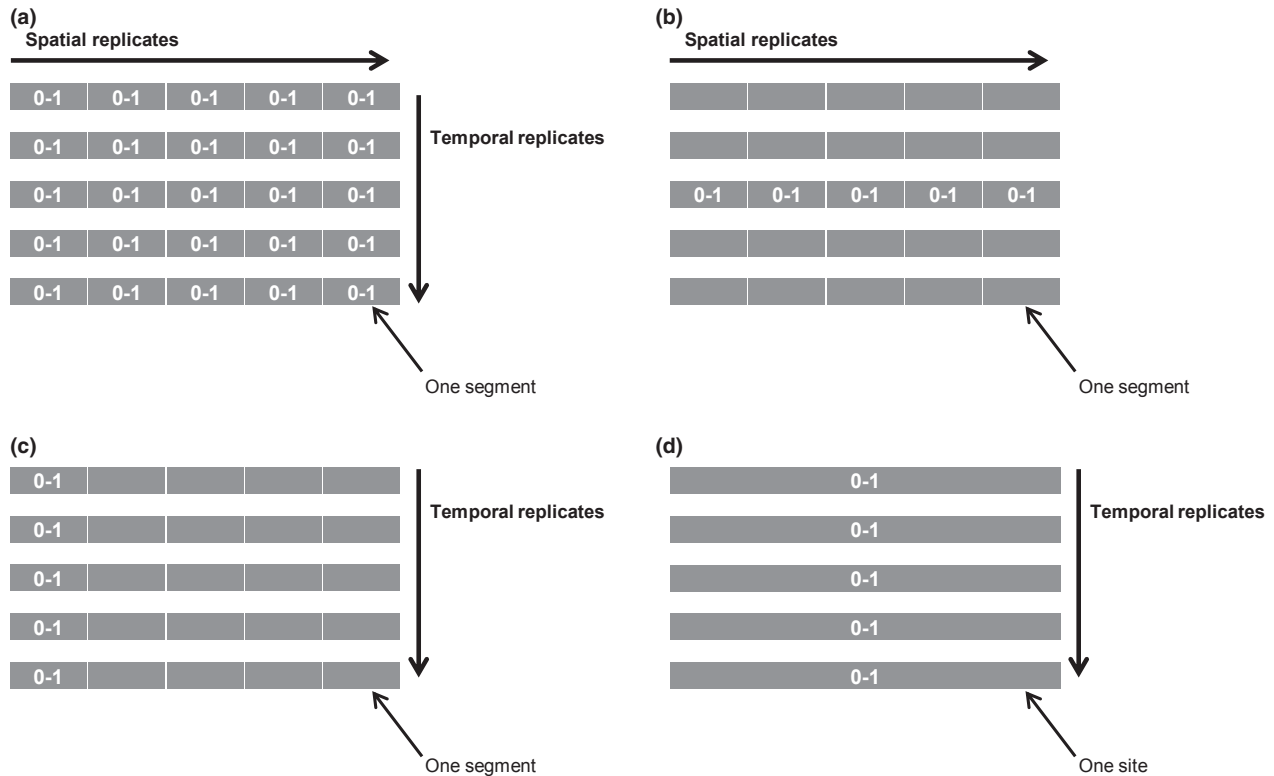 (a)
Spatial replicates
0-1 0-1 0-1 0-1 0-1
0-1 0-1 0-1 0-1 0-1
0-1 0-1 0-1 0-1 0-1
0-1 0-1 0-1 0-1 0-1
0-1 0-1 0-1 0-1 0-1
Temporal replicates
One segment
(b)
Spatial replicates
0-1 0-1 0-1 0-1 0-1
One segment
(c)
0-1
0-1
0-1
0-1
0-1
Temporal replicates
One segment
(d)
0-1
0-1
0-1
0-1
0-1
Temporal replicates
One site